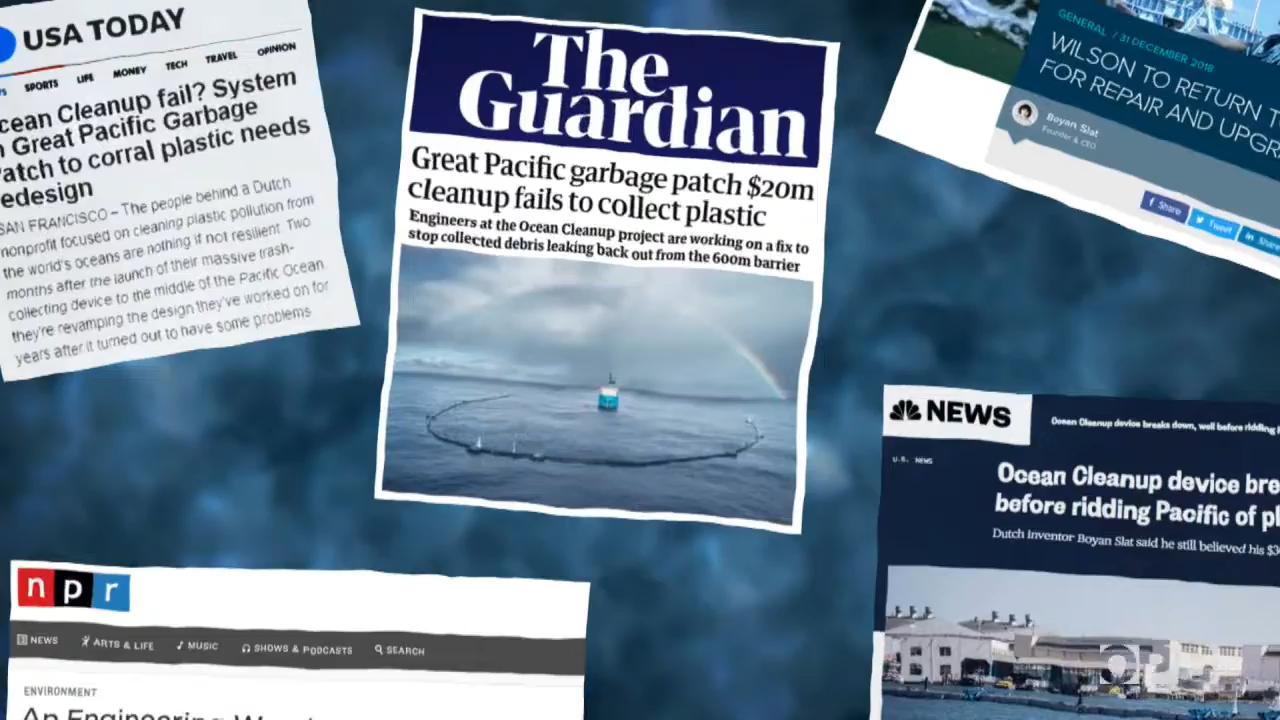 USA TODAY
SPORTS LIFE MONEY TECH TRAVEL OPINION
cean Cleanup fail? System
n Great Pacific Garbage
atch to corral plastic needs
edesign
SAN FRANCISCO – The people behind a Dutch
nonprofit focused on cleaning plastic pollution from
the world's oceans are nothing if not resilient. Two
months after the launch of their massive trash-
collecting device to the middle of the Pacific Ocean
they're revamping the design they've worked on for
years after it turned out to have some problems
The
Guardian
Great Pacific garbage patch $20m
cleanup fails to collect plastic
Engineers at the Ocean Cleanup project are working on a fix to
stop collected debris leaking back out from the 600m barrier
GENERAL / 31 DECEMBER 2018
WILSON TO RETURN T
FOR REPAIR AND UPGR
Boyan Slat
Founder & CEO
Share
Tweet
in Share
NEWS
Ocean Cleanup device breaks down, well before ridding
U.S. NEWS
Ocean Cleanup device bre
before ridding Pacific of pl
Dutch inventor Boyan Slat said he still believed his $3
npr
NEWS ARTS & LIFE MUSIC SHOWS & PODCASTS SEARCH
ENVIRONMENT
An Engineering W